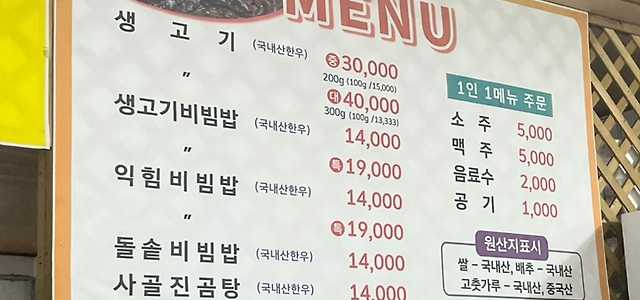 MENU
생고기 (국내산한우) 중 30,000
200g (100g /15,000)
〃 대 40,000
300g (100g /13,333)
생고기비빔밥 (국내산한우) 14,000
〃 특 19,000
익힘비빔밥 (국내산한우) 14,000
〃 특 19,000
돌솥비빔밥 (국내산한우) 14,000
사골진곰탕 (국내산한우) 14,000
1인 1메뉴 주문
소주 5,000
맥주 5,000
음료수 2,000
공기 1,000
원산지표시
쌀 – 국내산, 배추 – 국내산
고춧가루 – 국내산, 중국산